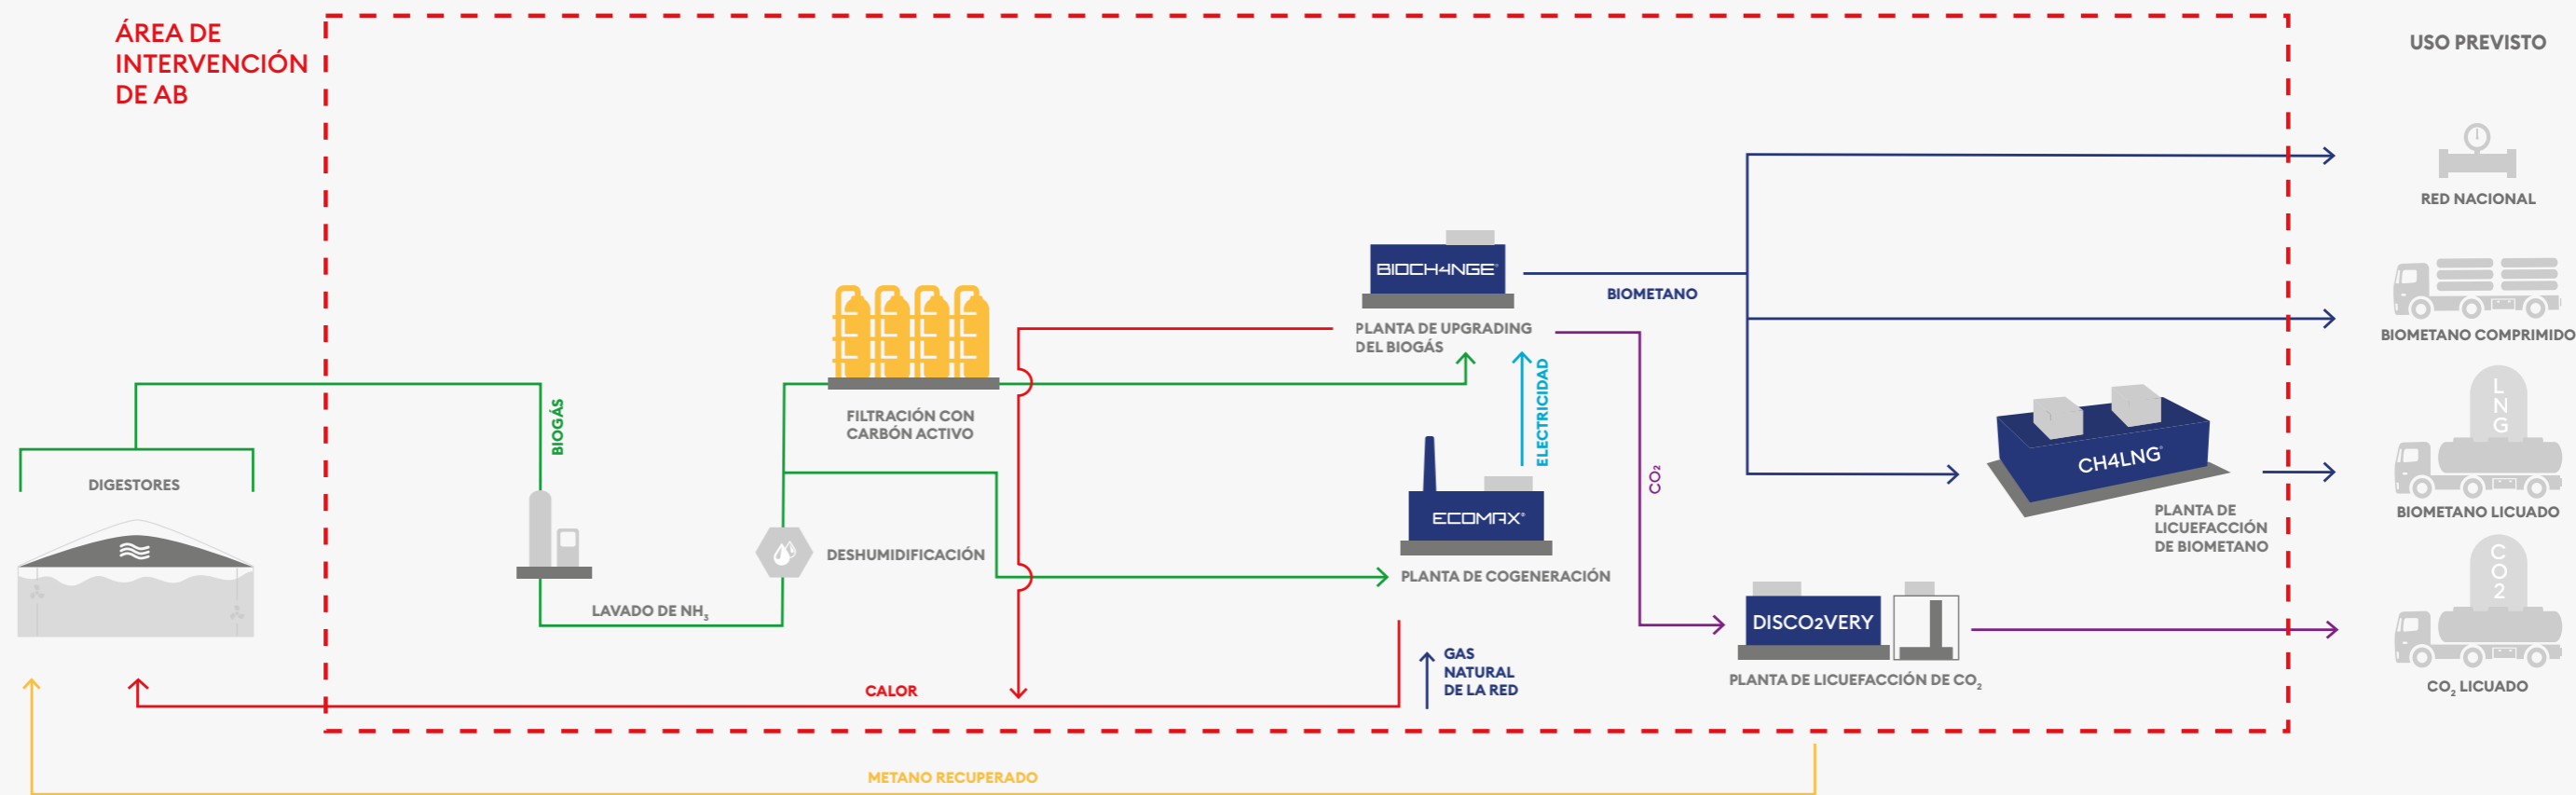 ÁREA DE
INTERVENCIÓN
DE AB
USO PREVISTO
RED NACIONAL
BIOCH4NGE®
BIOMETANO
BIOMETANO COMPRIMIDO
PLANTA DE UPGRADING
DEL BIOGÁS
ELECTRICIDAD
BIOGÁS
FILTRACIÓN CON
CARBÓN ACTIVO
DIGESTORES
CO₂
LNG
CH4LNG®
BIOMETANO LICUADO
PLANTA DE
LICUEFACCIÓN
DE BIOMETANO
ECOMAX®
DESHUMIDIFICACIÓN
PLANTA DE COGENERACIÓN
LAVADO DE NH₃
DISCO2VERY
CO2
GAS
NATURAL
DE LA RED
PLANTA DE LICUEFACCIÓN DE CO₂
CO₂ LICUADO
CALOR
METANO RECUPERADO